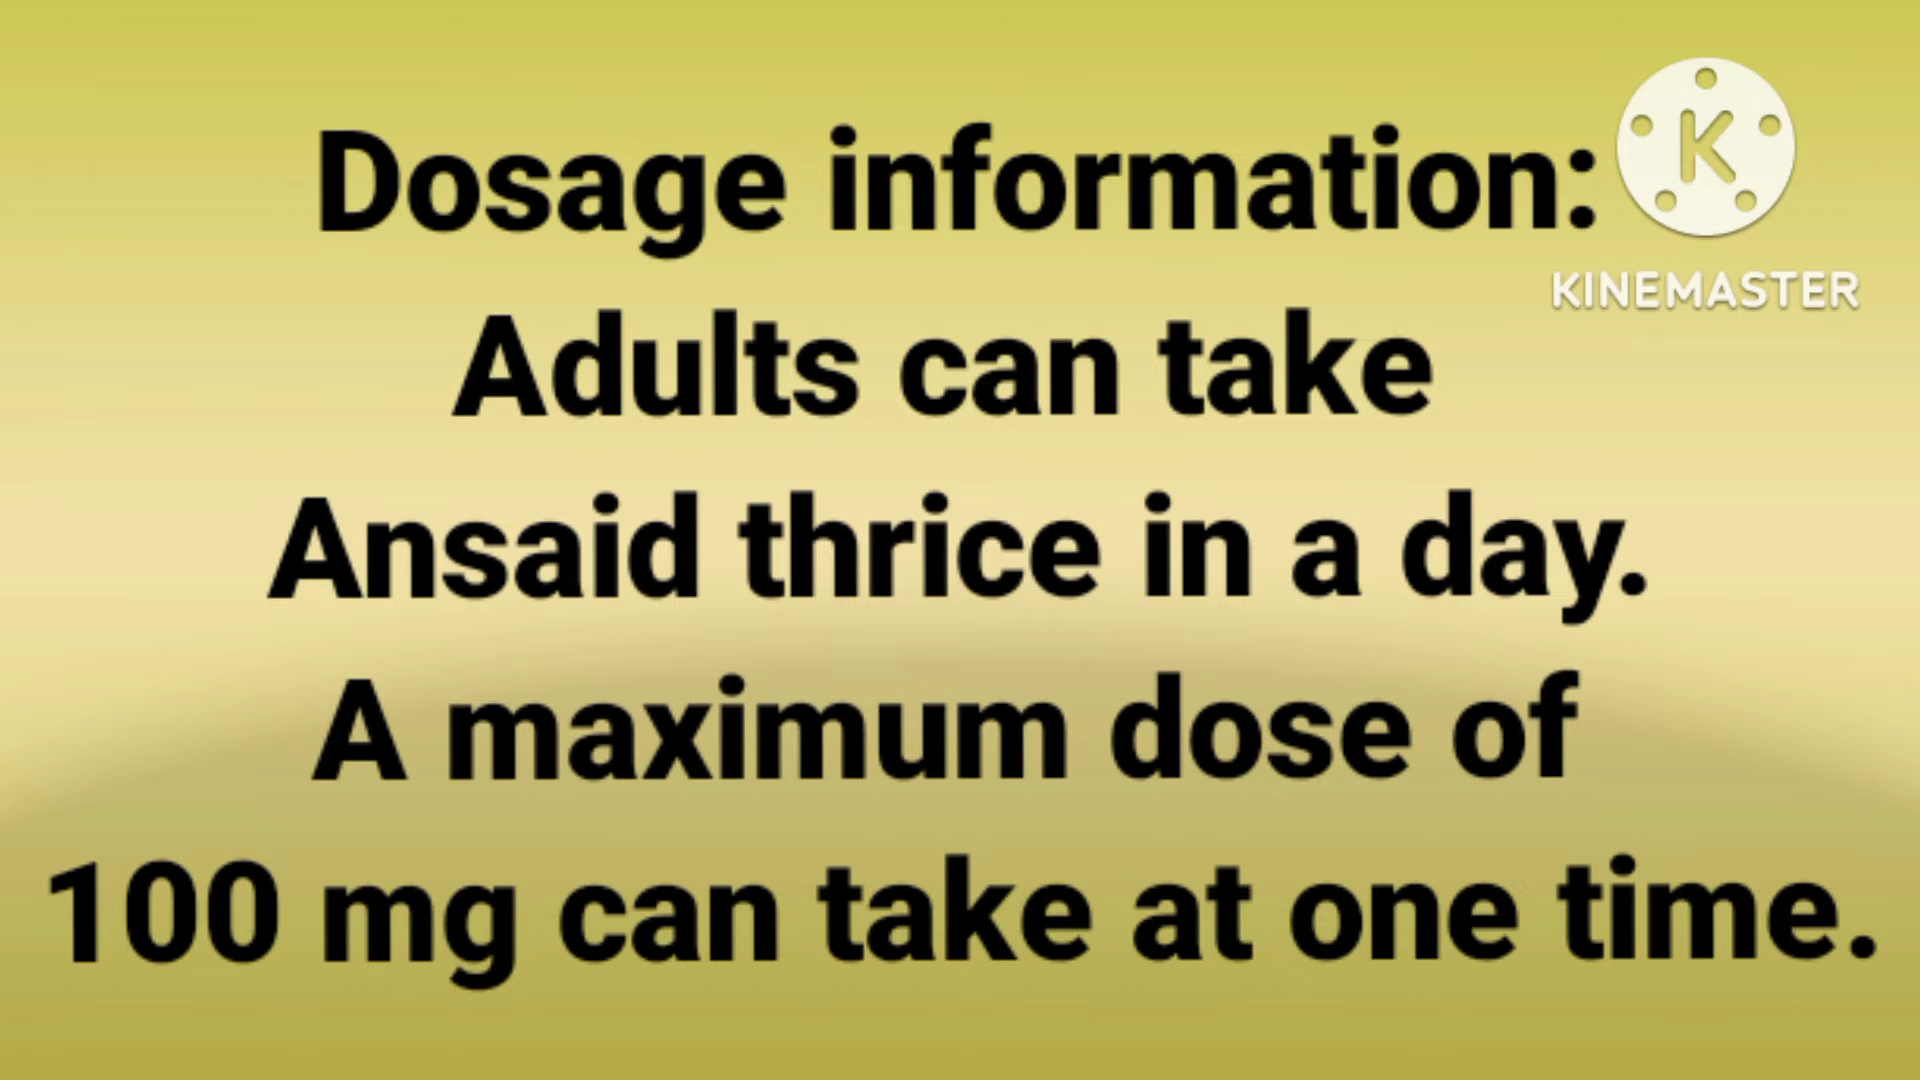 Dosage information:
K
KINEMASTER
Adults can take
Ansaid thrice in a day.
A maximum dose of
100 mg can take at one time.